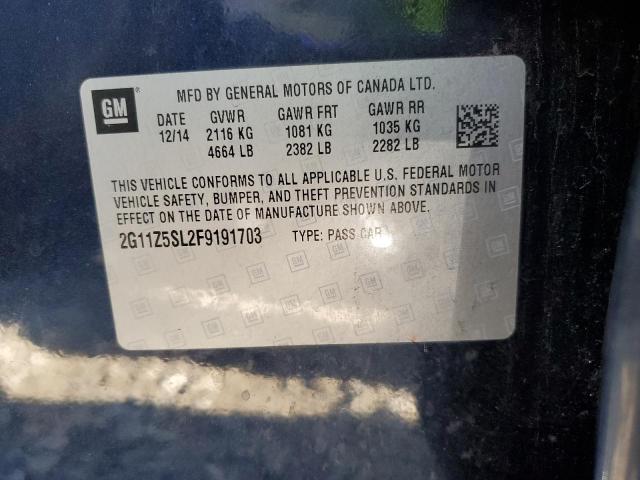 GM
MFD BY GENERAL MOTORS OF CANADA LTD.
DATE GVWR GAWR FRT GAWR RR
12/14 2116 KG 1081 KG 1035 KG
4664 LB 2382 LB 2282 LB
THIS VEHICLE CONFORMS TO ALL APPLICABLE U.S. FEDERAL MOTOR
VEHICLE SAFETY, BUMPER, AND THEFT PREVENTION STANDARDS IN
EFFECT ON THE DATE OF MANUFACTURE SHOWN ABOVE.
2G11Z5SL2F9191703 TYPE: PASS CAR